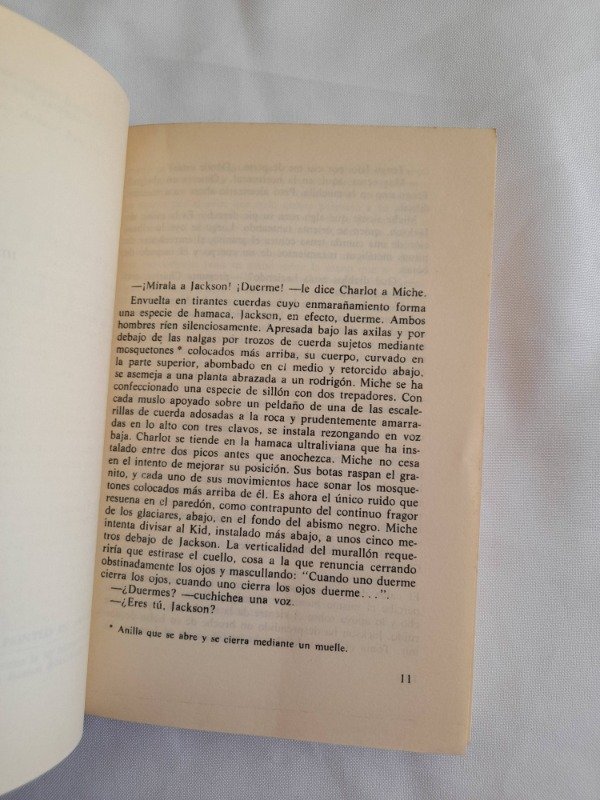 —¡Mírala a Jackson! ¡Duerme! —le dice Charlot a Miche.
Envuelta en tirantes cuerdas cuyo enmarañamiento forma
una especie de hamaca, Jackson, en efecto, duerme. Ambos
hombres ríen silenciosamente. Apresada bajo las axilas y por
debajo de las nalgas por trozos de cuerda sujetos mediante
mosquetones * colocados más arriba, su cuerpo, curvado en
la parte superior, abombado en el medio y retorcido abajo,
se asemeja a una planta abrazada a un rodrigón. Miche se ha
confeccionado una especie de sillón con dos trepadores. Con
cada muslo apoyado sobre un peldaño de una de las escale-
rillas de cuerda adosadas a la roca y prudentemente amarra-
das en lo alto con tres clavos, se instala rezongando en voz
baja. Charlot se tiende en la hamaca ultraliviana que ha ins-
talado entre dos picos antes que anochezca. Miche no cesa
en el intento de mejorar su posición. Sus botas raspan el gra-
nito, y cada uno de sus movimientos hace sonar los mosque-
tones colocados más arriba de él. Es ahora el único ruido que
resuena en el paredón, como contrapunto del continuo fragor
de los glaciares, abajo, en el fondo del abismo negro. Miche
intenta divisar al Kid, instalado más abajo, a unos cinco me-
tros debajo de Jackson. La verticalidad del murallón reque-
riría que estirase el cuello, cosa a la que renuncia cerrando
obstinadamente los ojos y mascullando: "Cuando uno duerme
cierra los ojos, cuando uno cierra los ojos duerme...".
—¿Duermes? —cuchichea una voz.
—¿Eres tú, Jackson?
* Anilla que se abre y se cierra mediante un muelle.
11